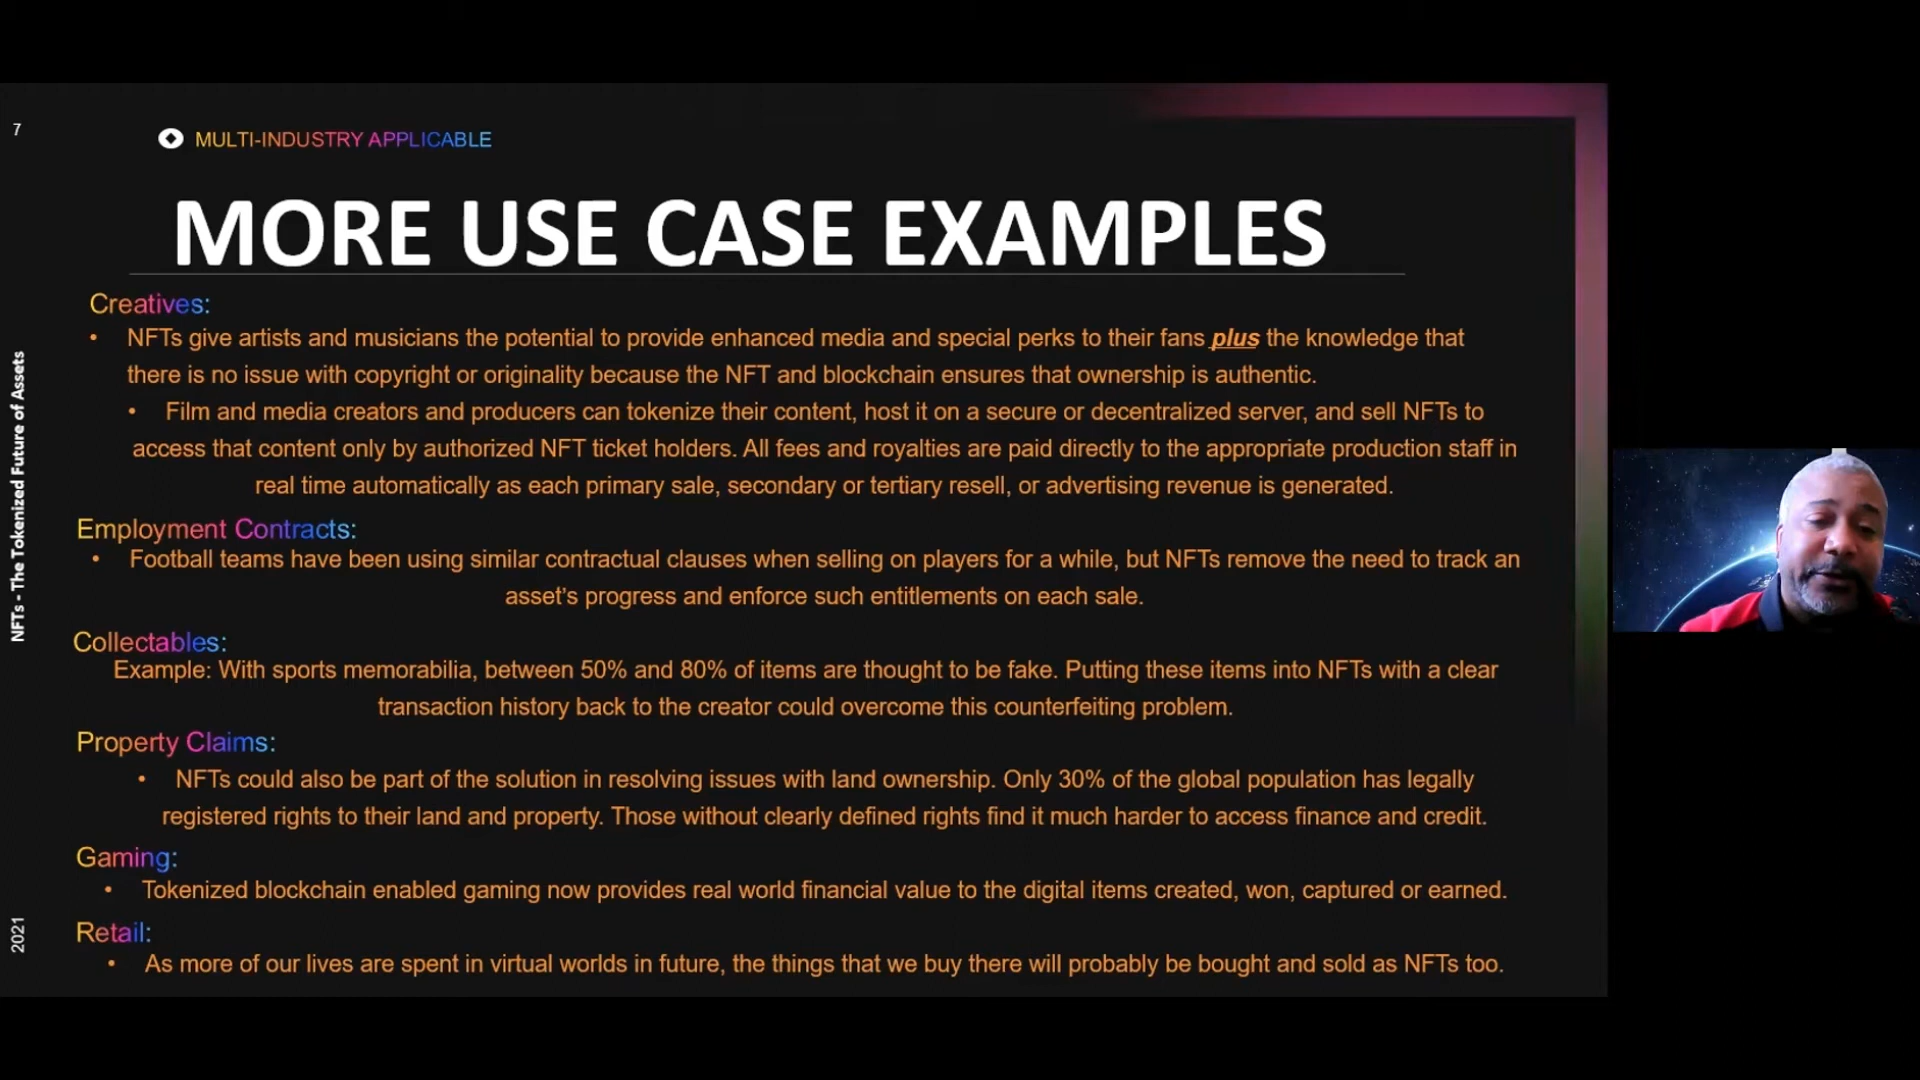 7
MULTI-INDUSTRY APPLICABLE
MORE USE CASE EXAMPLES
Creatives:
• NFTs give artists and musicians the potential to provide enhanced media and special perks to their fans plus the knowledge that
there is no issue with copyright or originality because the NFT and blockchain ensures that ownership is authentic.
• Film and media creators and producers can tokenize their content, host it on a secure or decentralized server, and sell NFTs to
access that content only by authorized NFT ticket holders. All fees and royalties are paid directly to the appropriate production staff in
real time automatically as each primary sale, secondary or tertiary resell, or advertising revenue is generated.
Employment Contracts:
• Football teams have been using similar contractual clauses when selling on players for a while, but NFTs remove the need to track an
asset's progress and enforce such entitlements on each sale.
Collectables:
Example: With sports memorabilia, between 50% and 80% of items are thought to be fake. Putting these items into NFTs with a clear
transaction history back to the creator could overcome this counterfeiting problem.
Property Claims:
• NFTs could also be part of the solution in resolving issues with land ownership. Only 30% of the global population has legally
registered rights to their land and property. Those without clearly defined rights find it much harder to access finance and credit.
Gaming:
• Tokenized blockchain enabled gaming now provides real world financial value to the digital items created, won, captured or earned.
Retail:
• As more of our lives are spent in virtual worlds in future, the things that we buy there will probably be bought and sold as NFTs too.
NFTs - The Tokenized Future of Assets
2021